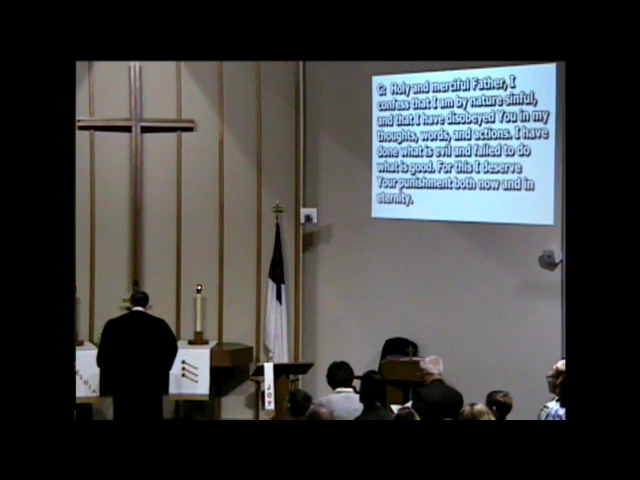 G: Holy and merciful Father, I
confess that I am by nature sinful,
and that I have disobeyed You in my
thoughts, words, and actions. I have
done what is evil and failed to do
what is good. For this I deserve
Your punishment both now and in
eternity.
JOY